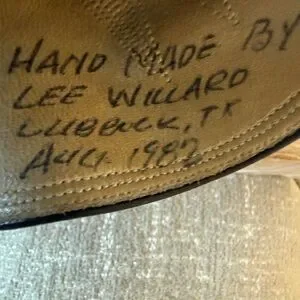 HAND MADE BY
LEE WILLARD
LUBBOCK, TX
AUG. 1982